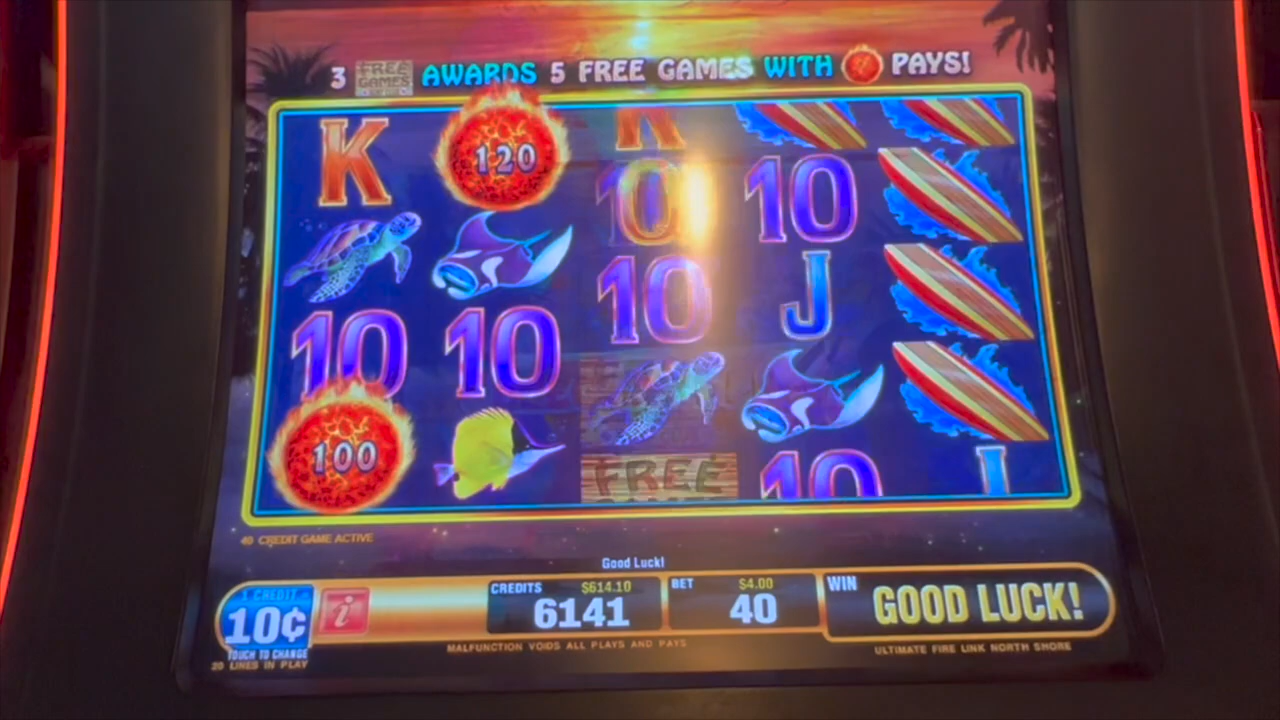 3 FREE GAMES AWARDS 5 FREE GAMES WITH PAYS!
K 120 K
10 10
10 J
10 10
100
FREE
10 J
40 CREDIT GAME ACTIVE
Good Luck!
1 CREDIT =
10¢
TOUCH TO CHANGE
20 LINES IN PLAY
i
CREDITS $614.10
6141
BET $4.00
40
WIN GOOD LUCK!
MALFUNCTION VOIDS ALL PLAYS AND PAYS
ULTIMATE FIRE LINK NORTH SHORE